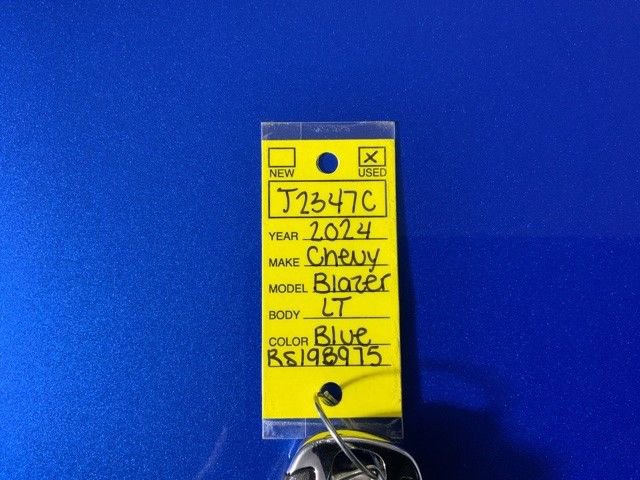 NEW X USED
J2347C
YEAR 2024
MAKE Chevy
MODEL Blazer
BODY LT
COLOR Blue
RS198975